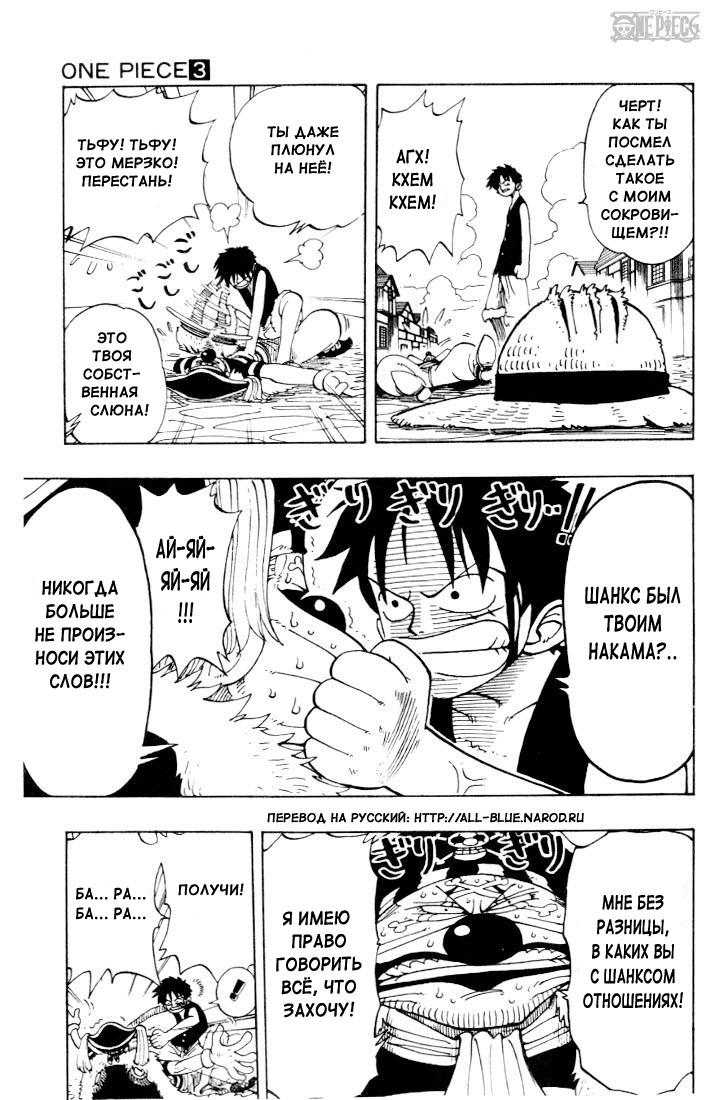 ONE PIECE
ONE PIECE 3
ЧЕРТ!
КАК ТЫ
ПОСМЕЛ
СДЕЛАТЬ
ТАКОЕ
С МОИМ
СОКРОВИ-
ЩЕМ?!!
АГХ!
КХЕМ
КХЕМ!
ТЫ ДАЖЕ
ПЛЮНУЛ
НА НЕЁ!
ТЬФУ! ТЬФУ!
ЭТО МЕРЗКО!
ПЕРЕСТАНЬ!
ЭТО
ТВОЯ
СОБСТ-
ВЕННАЯ
СЛЮНА!
ШАНКС БЫЛ
ТВОИМ
НАКАМА?..
ぎり ぎり ぎり..!!
АЙ-ЯЙ-
ЯЙ-ЯЙ
!!!
НИКОГДА
БОЛЬШЕ
НЕ ПРОИЗ-
НОСИ ЭТИХ
СЛОВ!!!
ПЕРЕВОД НА РУССКИЙ: HTTP://ALL-BLUE.NAROD.RU
МНЕ БЕЗ
РАЗНИЦЫ,
В КАКИХ ВЫ
С ШАНКСОМ
ОТНОШЕНИЯХ!
ぎり ぎり
Я ИМЕЮ
ПРАВО
ГОВОРИТЬ
ВСЁ, ЧТО
ЗАХОЧУ!
ПОЛУЧИ!
БА... РА...
БА... РА...
!